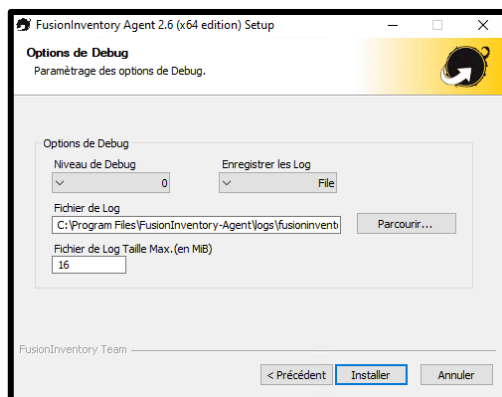 FusionInventory Agent 2.6 (x64 edition) Setup
Options de Debug
Paramètrage des options de Debug.
Options de Debug
Niveau de Debug Enregistrer les Log
0 File
Fichier de Log
C:\Program Files\FusionInventory-Agent\logs\fusioninvent Parcourir...
Fichier de Log Taille Max.(en MiB)
16
FusionInventory Team
< Précédent Installer Annuler